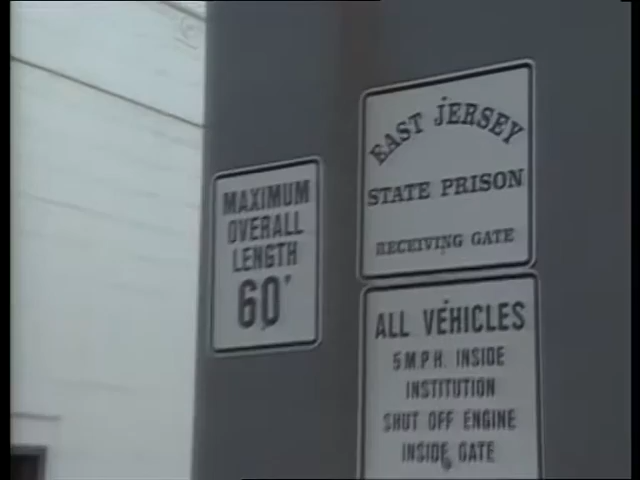 MAXIMUM
OVERALL
LENGTH
60'
EAST JERSEY
STATE PRISON
RECEIVING GATE
ALL VEHICLES
5 M.P.H. INSIDE
INSTITUTION
SHUT OFF ENGINE
INSIDE GATE